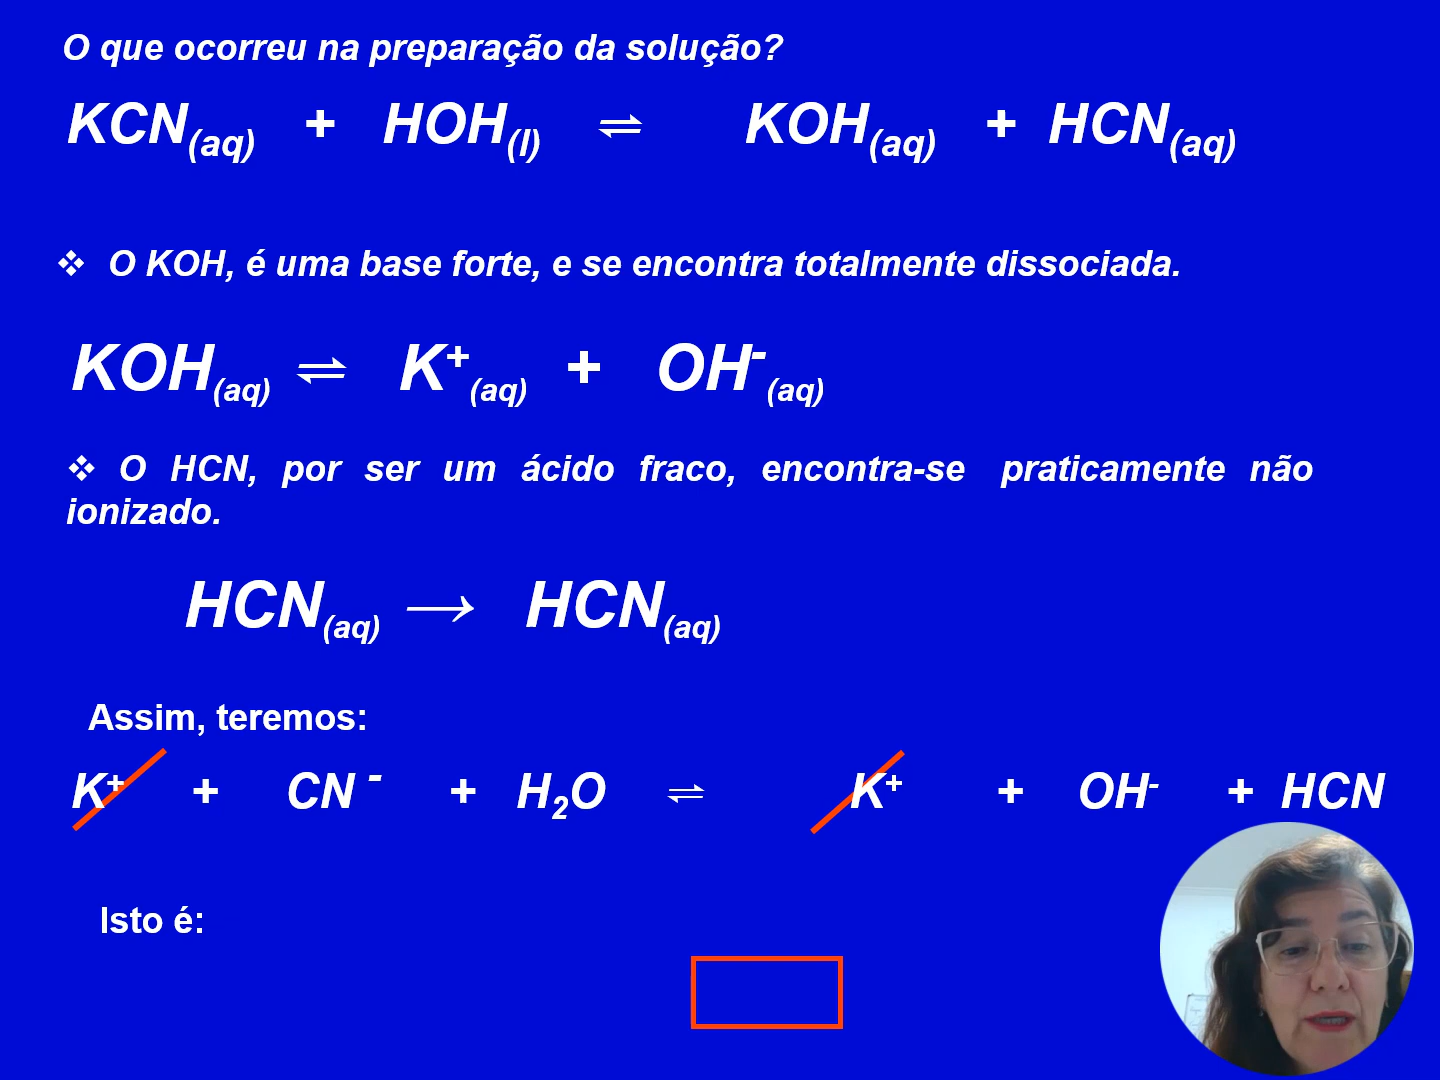 O que ocorreu na preparação da solução?
KCN(aq) + HOH(l) ⇌ KOH(aq) + HCN(aq)
❖ O KOH, é uma base forte, e se encontra totalmente dissociada.
KOH(aq) ⇌ K⁺(aq) + OH⁻(aq)
❖ O HCN, por ser um ácido fraco, encontra-se praticamente não
ionizado.
HCN(aq) → HCN(aq)
Assim, teremos:
K⁺ + CN⁻ + H₂O ⇌ K⁺ + OH⁻ + HCN
Isto é: